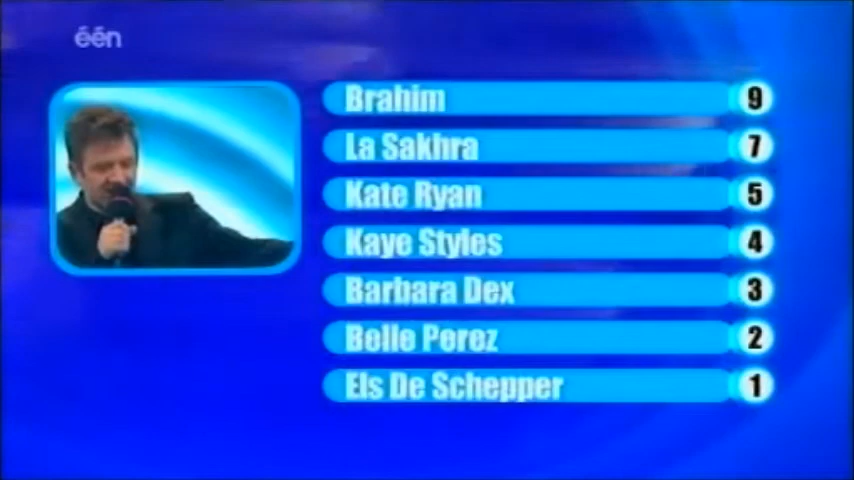 één
Brahim 9
La Sakhra 7
Kate Ryan 5
Kaye Styles 4
Barbara Dex 3
Belle Perez 2
Els De Schepper 1